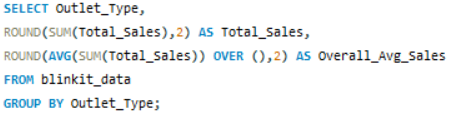 SELECT Outlet_Type,
ROUND(SUM(Total_Sales),2) AS Total_Sales,
ROUND(AVG(SUM(Total_Sales)) OVER (),2) AS Overall_Avg_Sales
FROM blinkit_data
GROUP BY Outlet_Type;